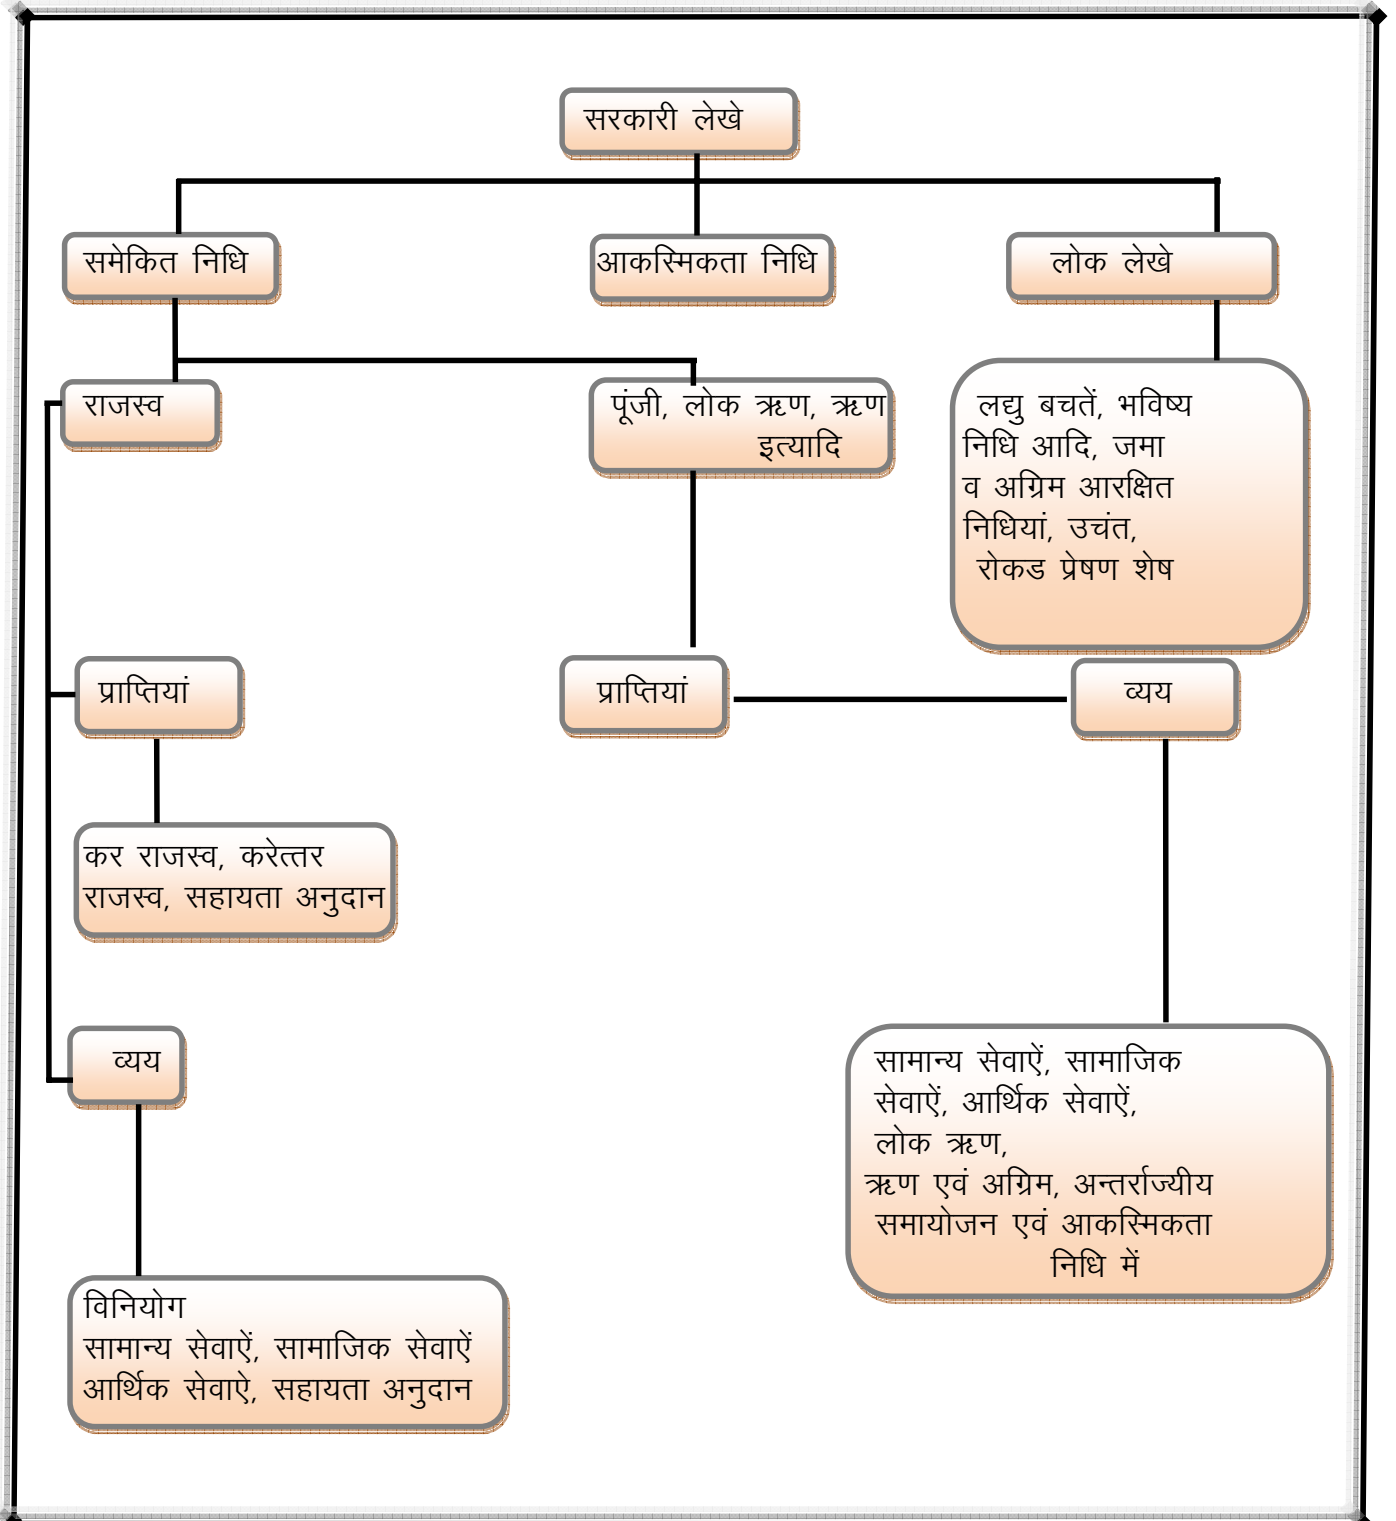 सरकारी लेखे
समेकित निधि
आकस्मिकता निधि
लोक लेखे
राजस्व
पूंजी, लोक ऋण, ऋण
इत्यादि
लद्यु बचतें, भविष्य
निधि आदि, जमा
व अग्रिम आरक्षित
निधियां, उचंत,
रोकड प्रेषण शेष
प्राप्तियां
प्राप्तियां
व्यय
कर राजस्व, करेत्तर
राजस्व, सहायता अनुदान
व्यय
सामान्य सेवाऐं, सामाजिक
सेवाऐं, आर्थिक सेवाऐं,
लोक ऋण,
ऋण एवं अग्रिम, अन्तर्राज्यीय
समायोजन एवं आकस्मिकता
निधि में
विनियोग
सामान्य सेवाऐं, सामाजिक सेवाऐं
आर्थिक सेवाऐ, सहायता अनुदान